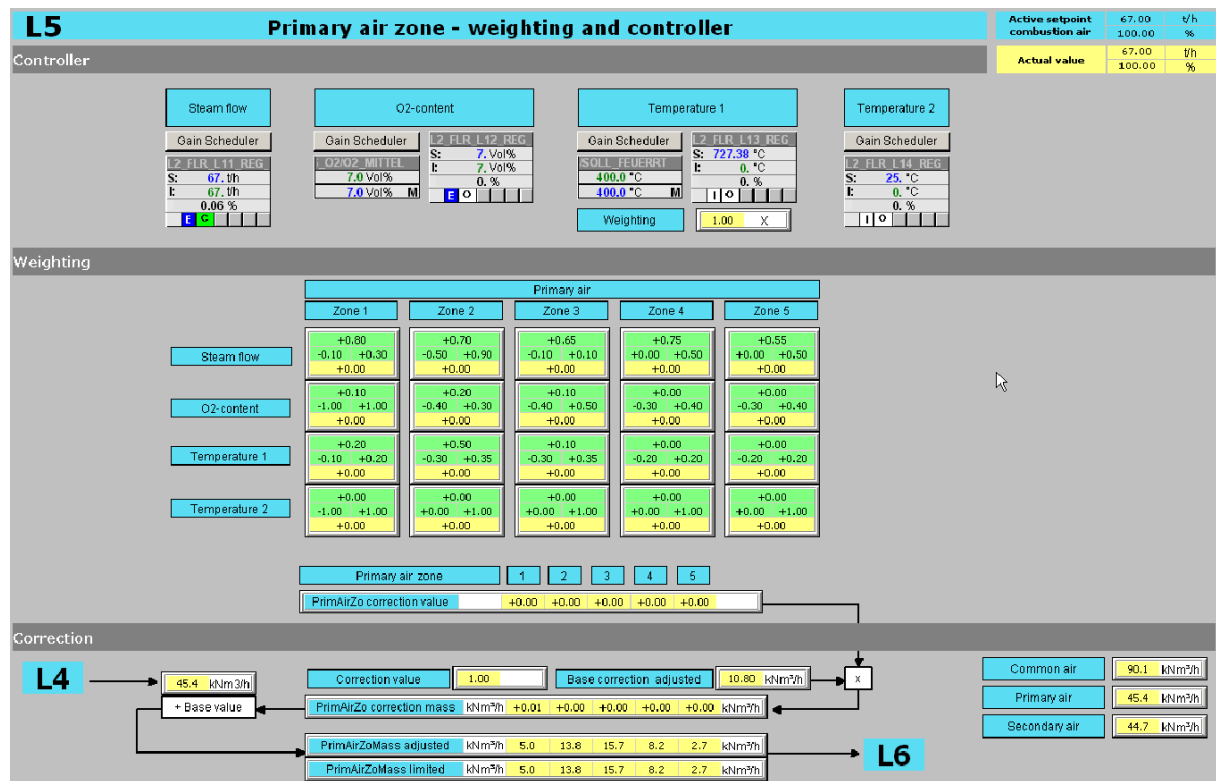 L5 Primary air zone - weighting and controller
Active setpoint combustion air 67.00 t/h
100.00 %
Actual value 67.00 t/h
100.00 %
Controller
Steam flow O2-content Temperature 1 Temperature 2
Gain Scheduler Gain Scheduler L2_FLR_L12_REG Gain Scheduler L2_FLR_L13_REG Gain Scheduler
L2_FLR_L11_REG
S: 67. t/h
I: 67. t/h
0.06 %
E C
_O2/O2_MITTEL
7.0 Vol%
7.0 Vol% M
S: 7. Vol%
I: 7. Vol%
0. %
E O
SOLL_FEUERRT
400.0 °C
400.0 °C M
S: 727.38 °C
I: 0. °C
0. %
I O
Weighting 1.00 X
L2_FLR_L14_REG
S: 25. °C
I: 0. °C
0. %
I O
Weighting
Primary air
Zone 1 Zone 2 Zone 3 Zone 4 Zone 5
+0.80 +0.70 +0.65 +0.75 +0.55
Steam flow -0.10 +0.30 -0.50 +0.90 -0.10 +0.10 +0.00 +0.50 +0.00 +0.50
+0.00 +0.00 +0.00 +0.00 +0.00
+0.10 +0.20 +0.10 +0.00 +0.00
O2-content -1.00 +1.00 -0.40 +0.30 -0.40 +0.50 -0.30 +0.40 -0.30 +0.40
+0.00 +0.00 +0.00 +0.00 +0.00
+0.20 +0.50 +0.10 +0.00 +0.00
Temperature 1 -0.10 +0.20 -0.30 +0.35 -0.30 +0.35 -0.20 +0.20 -0.20 +0.20
+0.00 +0.00 +0.00 +0.00 +0.00
+0.00 +0.00 +0.00 +0.00 +0.00
Temperature 2 -1.00 +1.00 +0.00 +1.00 +0.00 +1.00 +0.00 +1.00 +0.00 +1.00
+0.00 +0.00 +0.00 +0.00 +0.00
Primary air zone 1 2 3 4 5
PrimAirZo correction value +0.00 +0.00 +0.00 +0.00 +0.00
Correction
L4 45.4 kNm3/h Correction value 1.00 Base correction adjusted 10.80 kNm³/h x
+ Base value PrimAirZo correction mass kNm³/h +0.01 +0.00 +0.00 +0.00 +0.00 kNm³/h
PrimAirZoMass adjusted kNm³/h 5.0 13.8 15.7 8.2 2.7 kNm³/h L6
PrimAirZoMass limited kNm³/h 5.0 13.8 15.7 8.2 2.7 kNm³/h
Common air 90.1 kNm³/h
Primary air 45.4 kNm³/h
Secondary air 44.7 kNm³/h